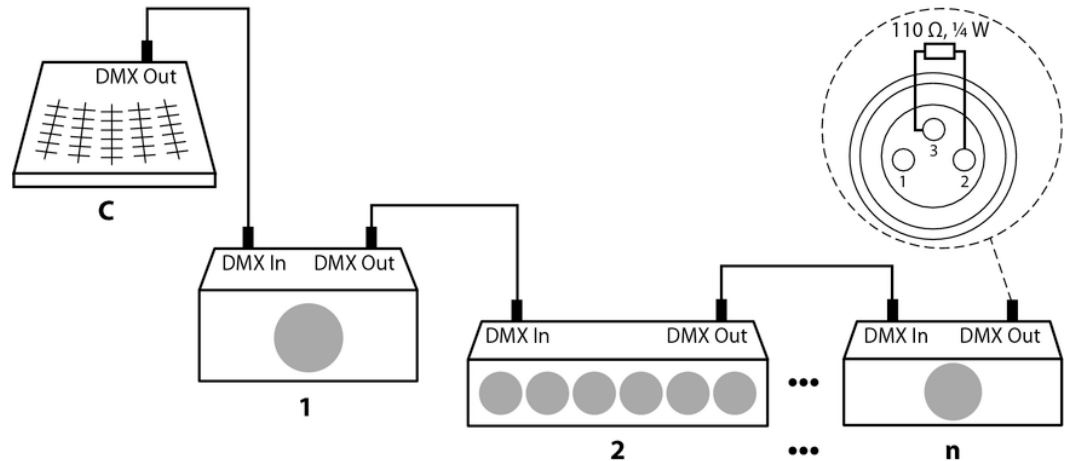 110 Ω, ¼ W
DMX Out
3
1
2
C
DMX In
DMX Out
DMX In
DMX Out
DMX In
DMX Out
1
•••
2
•••
n